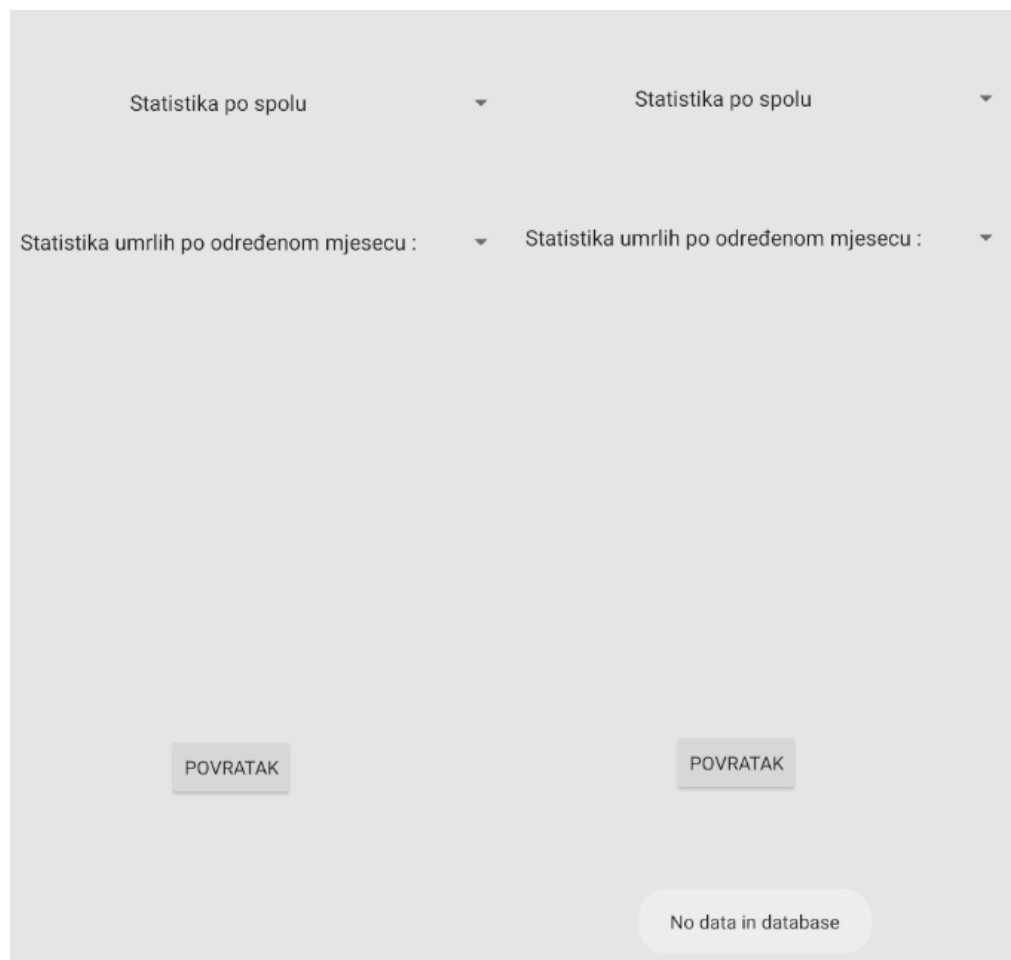 Statistika po spolu
Statistika umrlih po određenom mjesecu :
POVRATAK
Statistika po spolu
Statistika umrlih po određenom mjesecu :
POVRATAK
No data in database